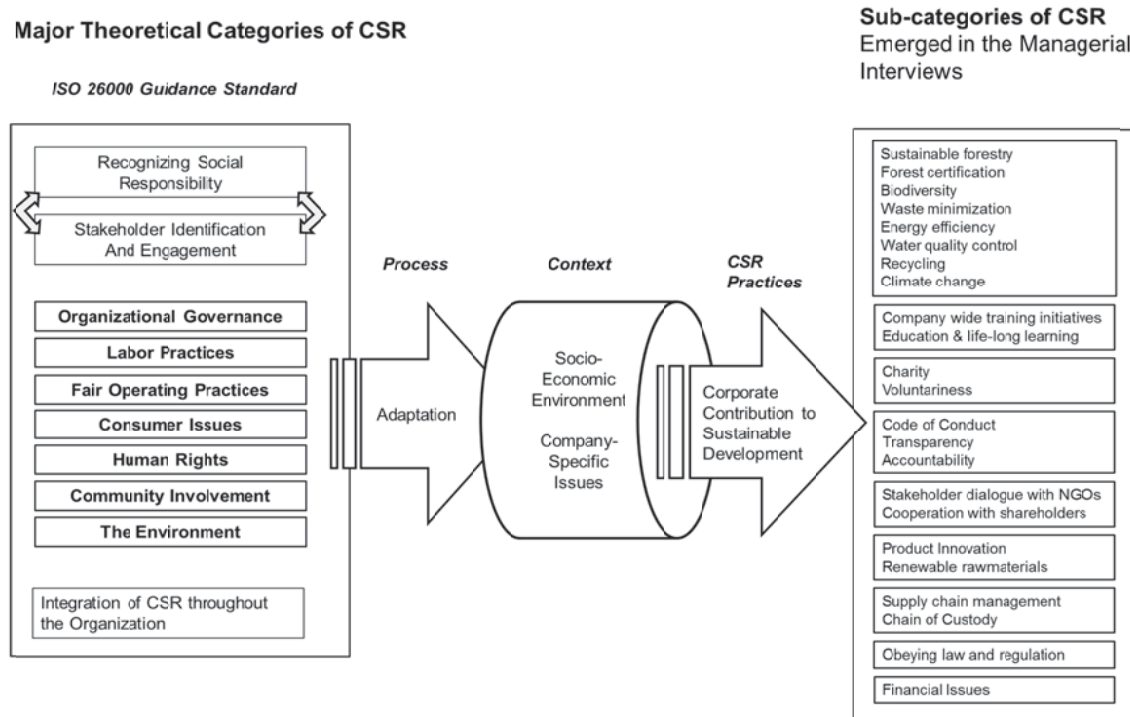 Major Theoretical Categories of CSR
ISO 26000 Guidance Standard
Recognizing Social
Responsibility
Stakeholder Identification
And Engagement
Organizational Governance
Labor Practices
Fair Operating Practices
Consumer Issues
Human Rights
Community Involvement
The Environment
Integration of CSR throughout
the Organization
Process
Adaptation
Context
Socio-
Economic
Environment
Company-
Specific
Issues
CSR
Practices
Corporate
Contribution to
Sustainable
Development
Sub-categories of CSR
Emerged in the Managerial
Interviews
Sustainable forestry
Forest certification
Biodiversity
Waste minimization
Energy efficiency
Water quality control
Recycling
Climate change
Company wide training initiatives
Education & life-long learning
Charity
Voluntariness
Code of Conduct
Transparency
Accountability
Stakeholder dialogue with NGOs
Cooperation with shareholders
Product Innovation
Renewable rawmaterials
Supply chain management
Chain of Custody
Obeying law and regulation
Financial Issues